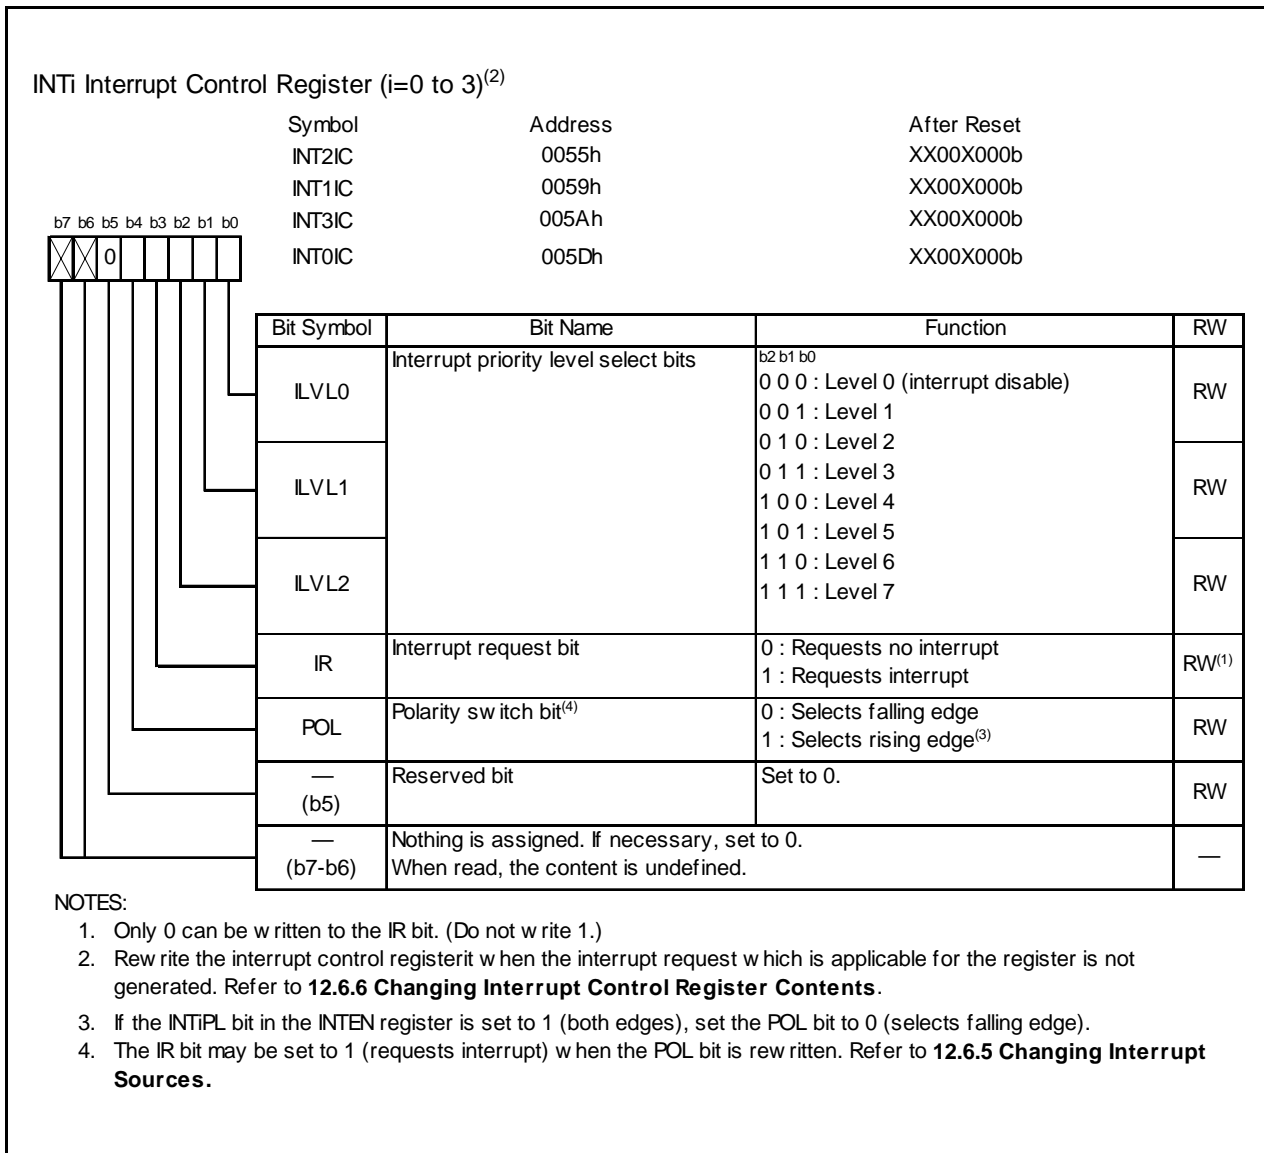 INTi Interrupt Control Register (i=0 to 3)(2)
Symbol Address After Reset
INT2IC 0055h XX00X000b
INT1IC 0059h XX00X000b
INT3IC 005Ah XX00X000b
INT0IC 005Dh XX00X000b
b7 b6 b5 b4 b3 b2 b1 b0
0
Bit Symbol Bit Name Function RW
ILVL0 Interrupt priority level select bits b2 b1 b0
0 0 0 : Level 0 (interrupt disable) RW
0 0 1 : Level 1
0 1 0 : Level 2
ILVL1 0 1 1 : Level 3 RW
1 0 0 : Level 4
1 0 1 : Level 5
ILVL2 1 1 0 : Level 6 RW
1 1 1 : Level 7
IR Interrupt request bit 0 : Requests no interrupt RW(1)
1 : Requests interrupt
POL Polarity switch bit(4) 0 : Selects falling edge RW
1 : Selects rising edge(3)
— Reserved bit Set to 0. RW
(b5)
— Nothing is assigned. If necessary, set to 0. —
(b7-b6) When read, the content is undefined.
NOTES:
1. Only 0 can be written to the IR bit. (Do not write 1.)
2. Rewrite the interrupt control registerit when the interrupt request which is applicable for the register is not
generated. Refer to 12.6.6 Changing Interrupt Control Register Contents.
3. If the INTiPL bit in the INTEN register is set to 1 (both edges), set the POL bit to 0 (selects falling edge).
4. The IR bit may be set to 1 (requests interrupt) when the POL bit is rewritten. Refer to 12.6.5 Changing Interrupt
Sources.